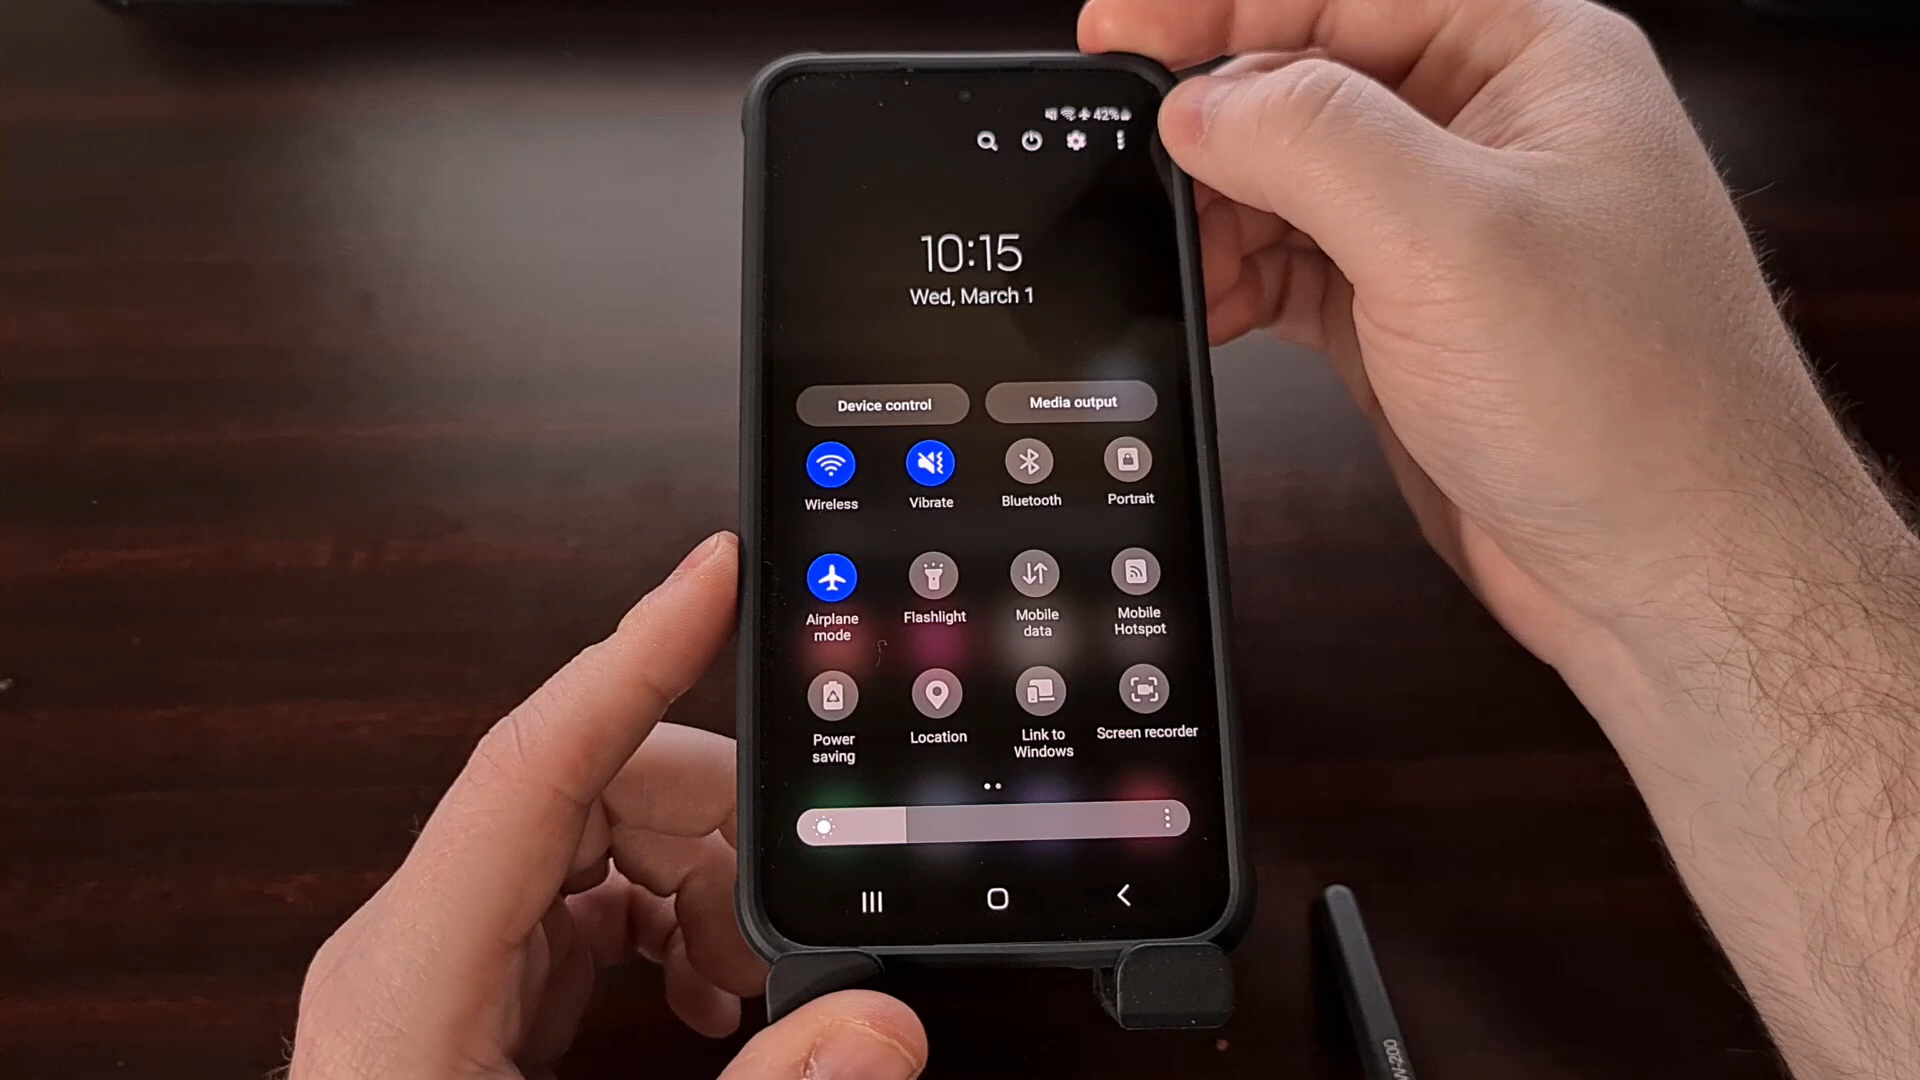 42%
10:15
Wed, March 1
Device control
Media output
Wireless
Vibrate
Bluetooth
Portrait
Airplane
mode
Flashlight
Mobile
data
Mobile
Hotspot
Power
saving
Location
Link to
Windows
Screen recorder